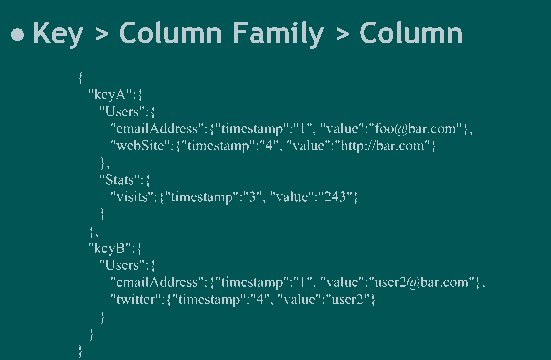 ● Key > Column Family > Column
{
"keyA":{
"Users":{
"emailAddress":{"timestamp":"1", "value":"foo@bar.com"},
"webSite":{"timestamp":"4", "value":"http://bar.com"}
},
"Stats":{
"visits":{"timestamp":"3", "value":"243"}
}
},
"keyB":{
"Users":{
"emailAddress":{"timestamp":"1", "value":"user2@bar.com"},
"twitter":{"timestamp":"4", "value":"user2"}
}
}
}